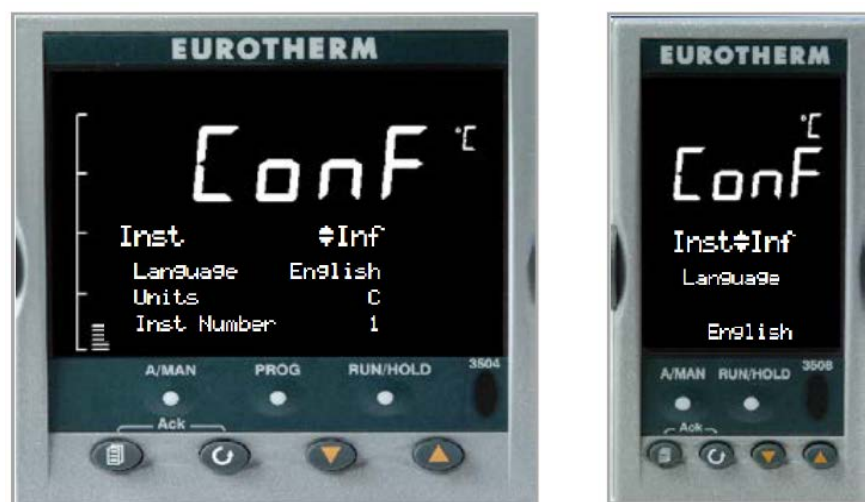 EUROTHERM
ConF °C
Inst ♦Inf
Language English
Units C
Inst Number 1
A/MAN PROG RUN/HOLD 3504
Ack
EUROTHERM
°C
ConF
Inst♦Inf
Language
English
A/MAN RUN/HOLD 3508
Ack